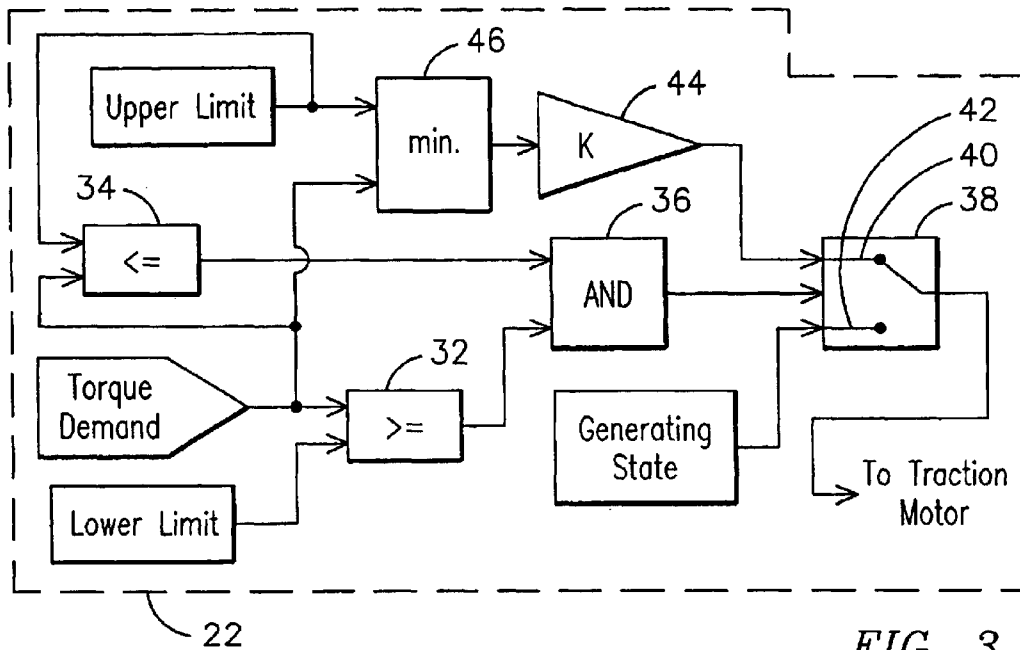 46
44
42
Upper Limit
min.
K
40
34
36
38
<=
AND
32
Torque
Demand
>=
Generating
State
To Traction
Motor
Lower Limit
22
FIG. 3